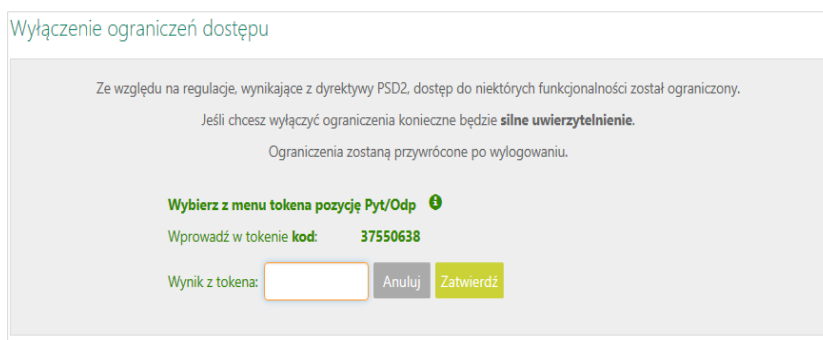 Wyłączenie ograniczeń dostępu
Ze względu na regulacje, wynikające z dyrektywy PSD2, dostęp do niektórych funkcjonalności został ograniczony.
Jeśli chcesz wyłączyć ograniczenia konieczne będzie silne uwierzytelnienie.
Ograniczenia zostaną przywrócone po wylogowaniu.
Wybierz z menu tokena pozycję Pyt/Odp
Wprowadź w tokenie kod: 37550638
Wynik z tokena: Anuluj Zatwierdź